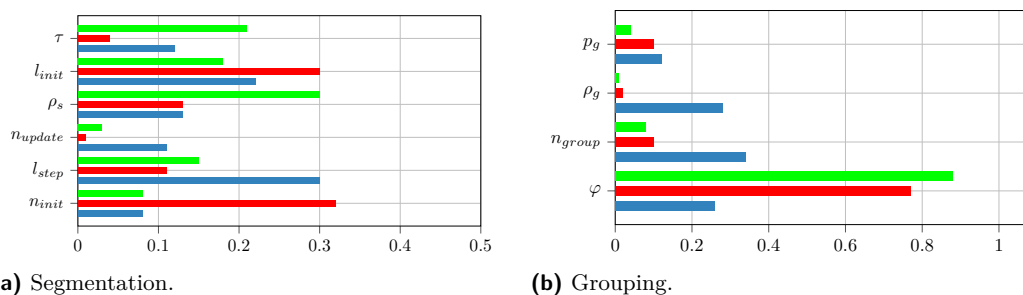 τ
l_init
ρ_s
n_update
l_step
n_init
0 0.1 0.2 0.3 0.4 0.5
a) Segmentation.
p_g
ρ_g
n_group
φ
0 0.2 0.4 0.6 0.8 1
(b) Grouping.